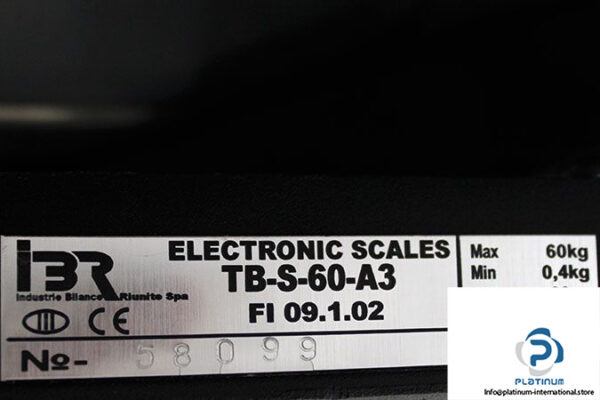 IBR
Industrie Bilance Riunite Spa
III CE
ELECTRONIC SCALES
TB-S-60-A3
FI 09.1.02
No- 58099
Max 60kg
Min 0,4kg
PLATINUM
Info@platinum-international.store